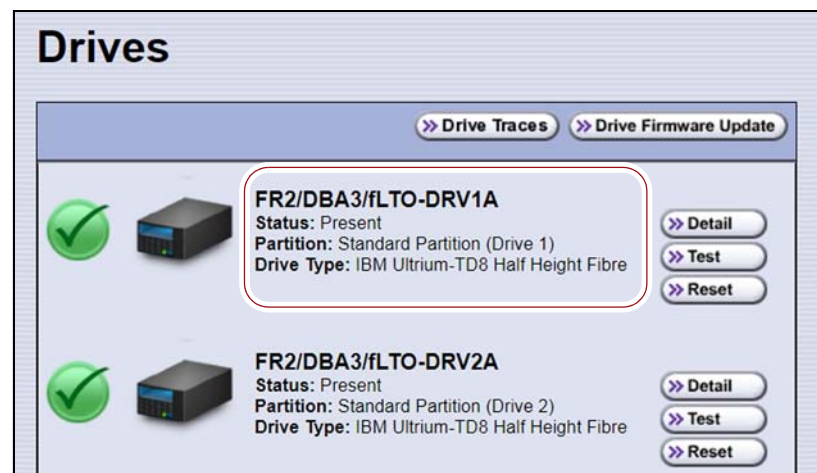 Drives
>> Drive Traces >> Drive Firmware Update
FR2/DBA3/fLTO-DRV1A
Status: Present
Partition: Standard Partition (Drive 1)
Drive Type: IBM Ultrium-TD8 Half Height Fibre
>> Detail
>> Test
>> Reset
FR2/DBA3/fLTO-DRV2A
Status: Present
Partition: Standard Partition (Drive 2)
Drive Type: IBM Ultrium-TD8 Half Height Fibre
>> Detail
>> Test
>> Reset